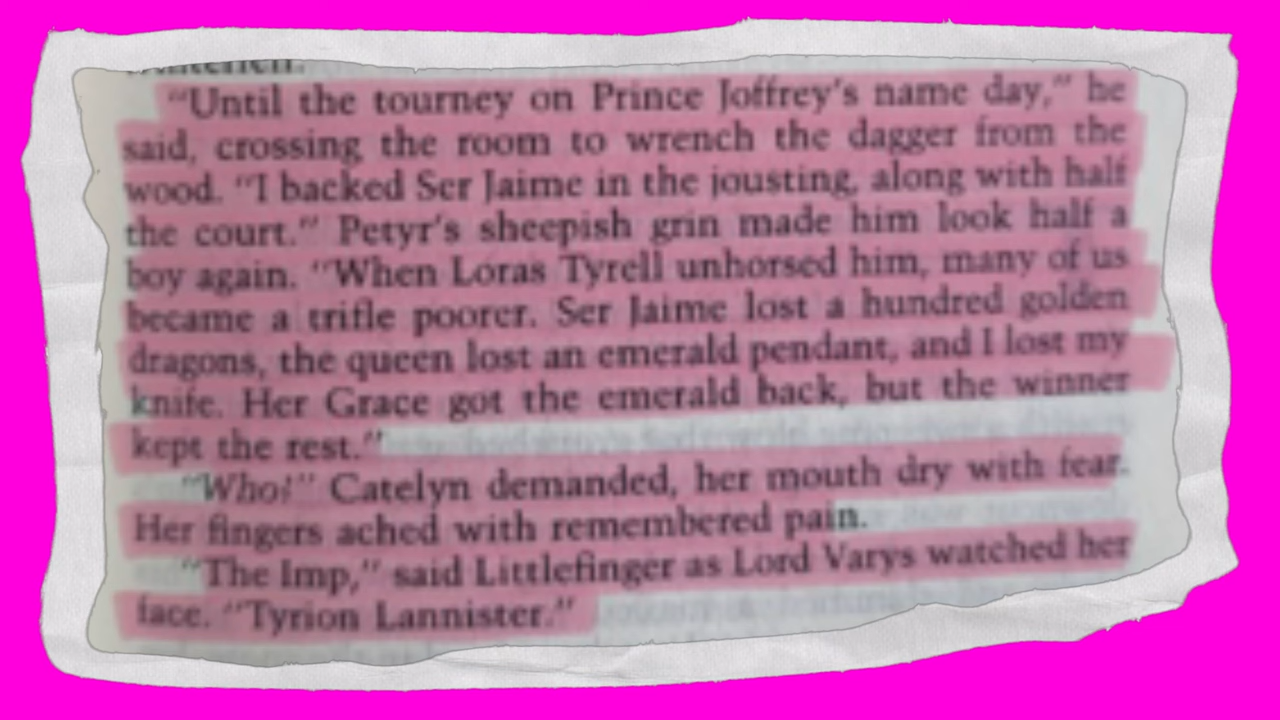 “Until the tourney on Prince Joffrey’s name day,” he
said, crossing the room to wrench the dagger from the
wood. “I backed Ser Jaime in the jousting, along with half
the court.” Petyr’s sheepish grin made him look half a
boy again. “When Loras Tyrell unhorsed him, many of us
became a trifle poorer. Ser Jaime lost a hundred golden
dragons, the queen lost an emerald pendant, and I lost my
knife. Her Grace got the emerald back, but the winner
kept the rest.”
“Who?” Catelyn demanded, her mouth dry with fear.
Her fingers ached with remembered pain.
“The Imp,” said Littlefinger as Lord Varys watched her
face. “Tyrion Lannister.”